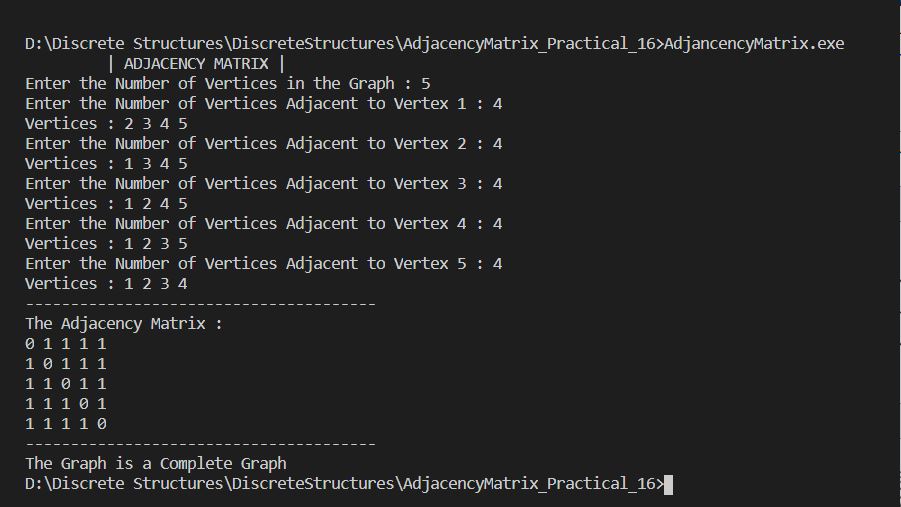 D:\Discrete Structures\DiscreteStructures\AdjacencyMatrix_Practical_16>AdjancencyMatrix.exe
| ADJACENCY MATRIX |
Enter the Number of Vertices in the Graph : 5
Enter the Number of Vertices Adjacent to Vertex 1 : 4
Vertices : 2 3 4 5
Enter the Number of Vertices Adjacent to Vertex 2 : 4
Vertices : 1 3 4 5
Enter the Number of Vertices Adjacent to Vertex 3 : 4
Vertices : 1 2 4 5
Enter the Number of Vertices Adjacent to Vertex 4 : 4
Vertices : 1 2 3 5
Enter the Number of Vertices Adjacent to Vertex 5 : 4
Vertices : 1 2 3 4
---------------------------------------
The Adjacency Matrix :
0 1 1 1 1
1 0 1 1 1
1 1 0 1 1
1 1 1 0 1
1 1 1 1 0
---------------------------------------
The Graph is a Complete Graph
D:\Discrete Structures\DiscreteStructures\AdjacencyMatrix_Practical_16>